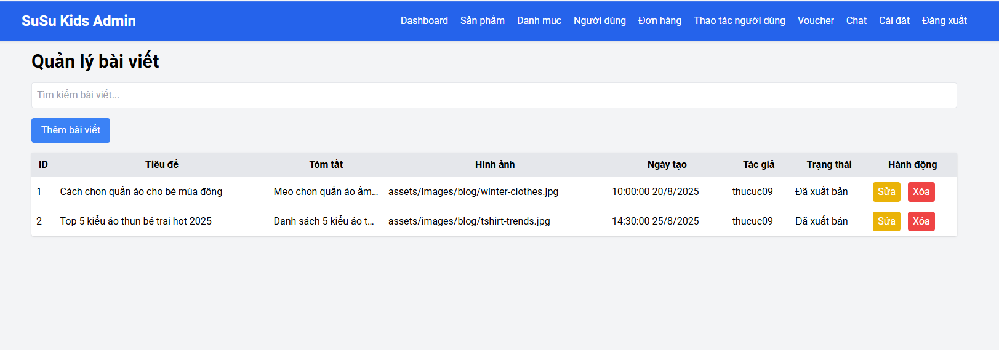 SuSu Kids Admin Dashboard Sản phẩm Danh mục Người dùng Đơn hàng Thao tác người dùng Voucher Chat Cài đặt Đăng xuất
Quản lý bài viết
Tìm kiếm bài viết...
Thêm bài viết
ID Tiêu đề Tóm tắt Hình ảnh Ngày tạo Tác giả Trạng thái Hành động
1 Cách chọn quần áo cho bé mùa đông Mẹo chọn quần áo ấm... assets/images/blog/winter-clothes.jpg 10:00:00 20/8/2025 thucuc09 Đã xuất bản Sửa Xóa
2 Top 5 kiểu áo thun bé trai hot 2025 Danh sách 5 kiểu áo t... assets/images/blog/tshirt-trends.jpg 14:30:00 25/8/2025 thucuc09 Đã xuất bản Sửa Xóa